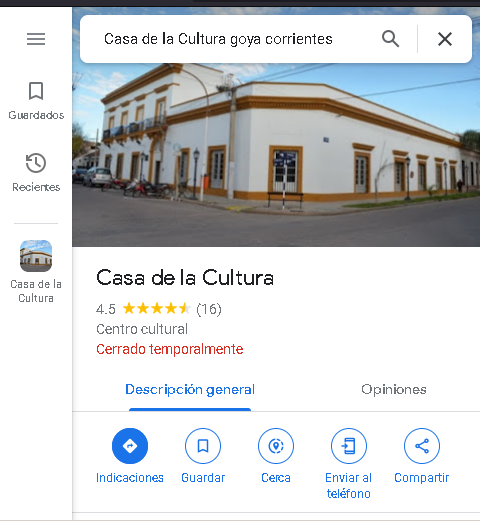 Casa de la Cultura goya corrientes
Guardados
Recientes
Casa de la
Cultura
Casa de la Cultura
4.5 (16)
Centro cultural
Cerrado temporalmente
Descripción general
Opiniones
Indicaciones
Guardar
Cerca
Enviar al
teléfono
Compartir